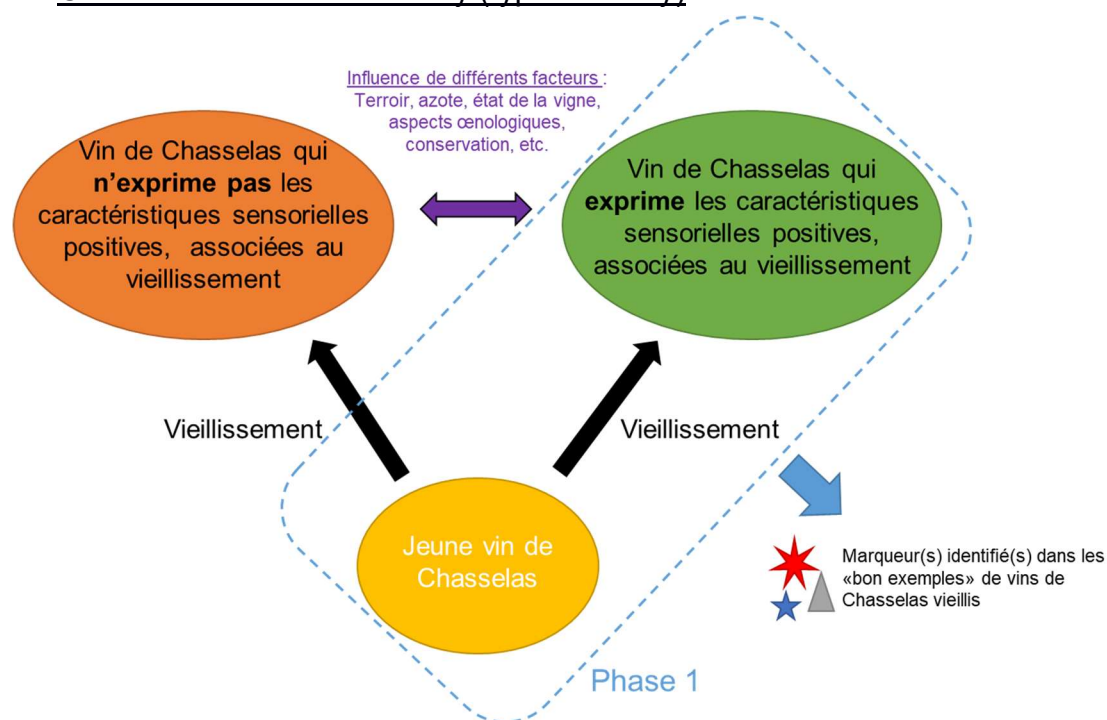 Influence de différents facteurs :
Terroir, azote, état de la vigne,
aspects œnologiques,
conservation, etc.
Vin de Chasselas qui
n’exprime pas les
caractéristiques sensorielles
positives, associées au
vieillissement
Vin de Chasselas qui
exprime les caractéristiques
sensorielles positives,
associées au vieillissement
Vieillissement
Vieillissement
Jeune vin de
Chasselas
Marqueur(s) identifié(s) dans les
«bon exemples» de vins de
Chasselas vieillis
Phase 1